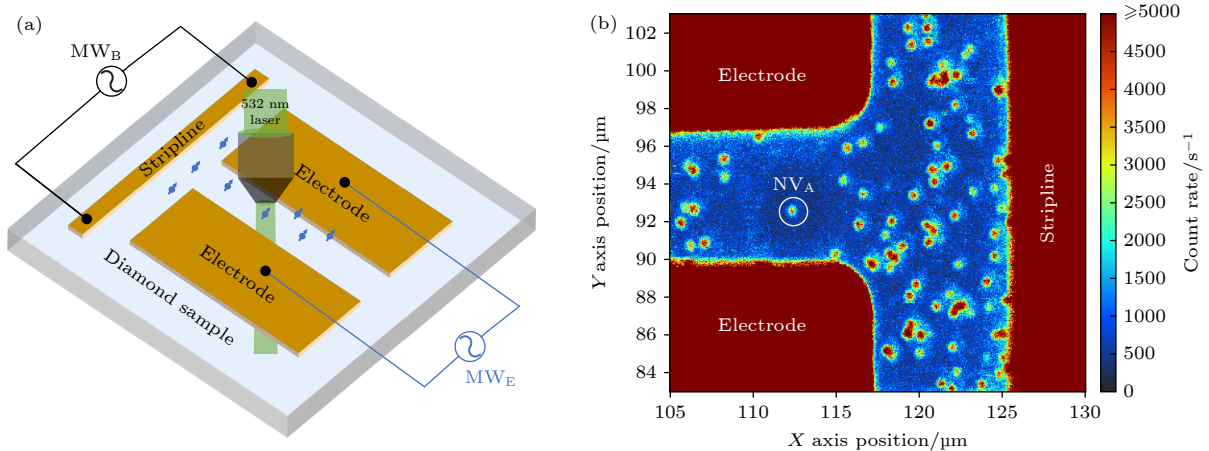 (a)
MW_B
532 nm
laser
Stripline
Electrode
Electrode
Diamond sample
MW_E
(b)
Electrode
NV_A
Electrode
Stripline
Y axis position/μm
102
100
98
96
94
92
90
88
86
84
105
110
115
120
125
130
X axis position/μm
⩾5000
4500
4000
3500
3000
2500
2000
1500
1000
500
0
Count rate/s⁻¹